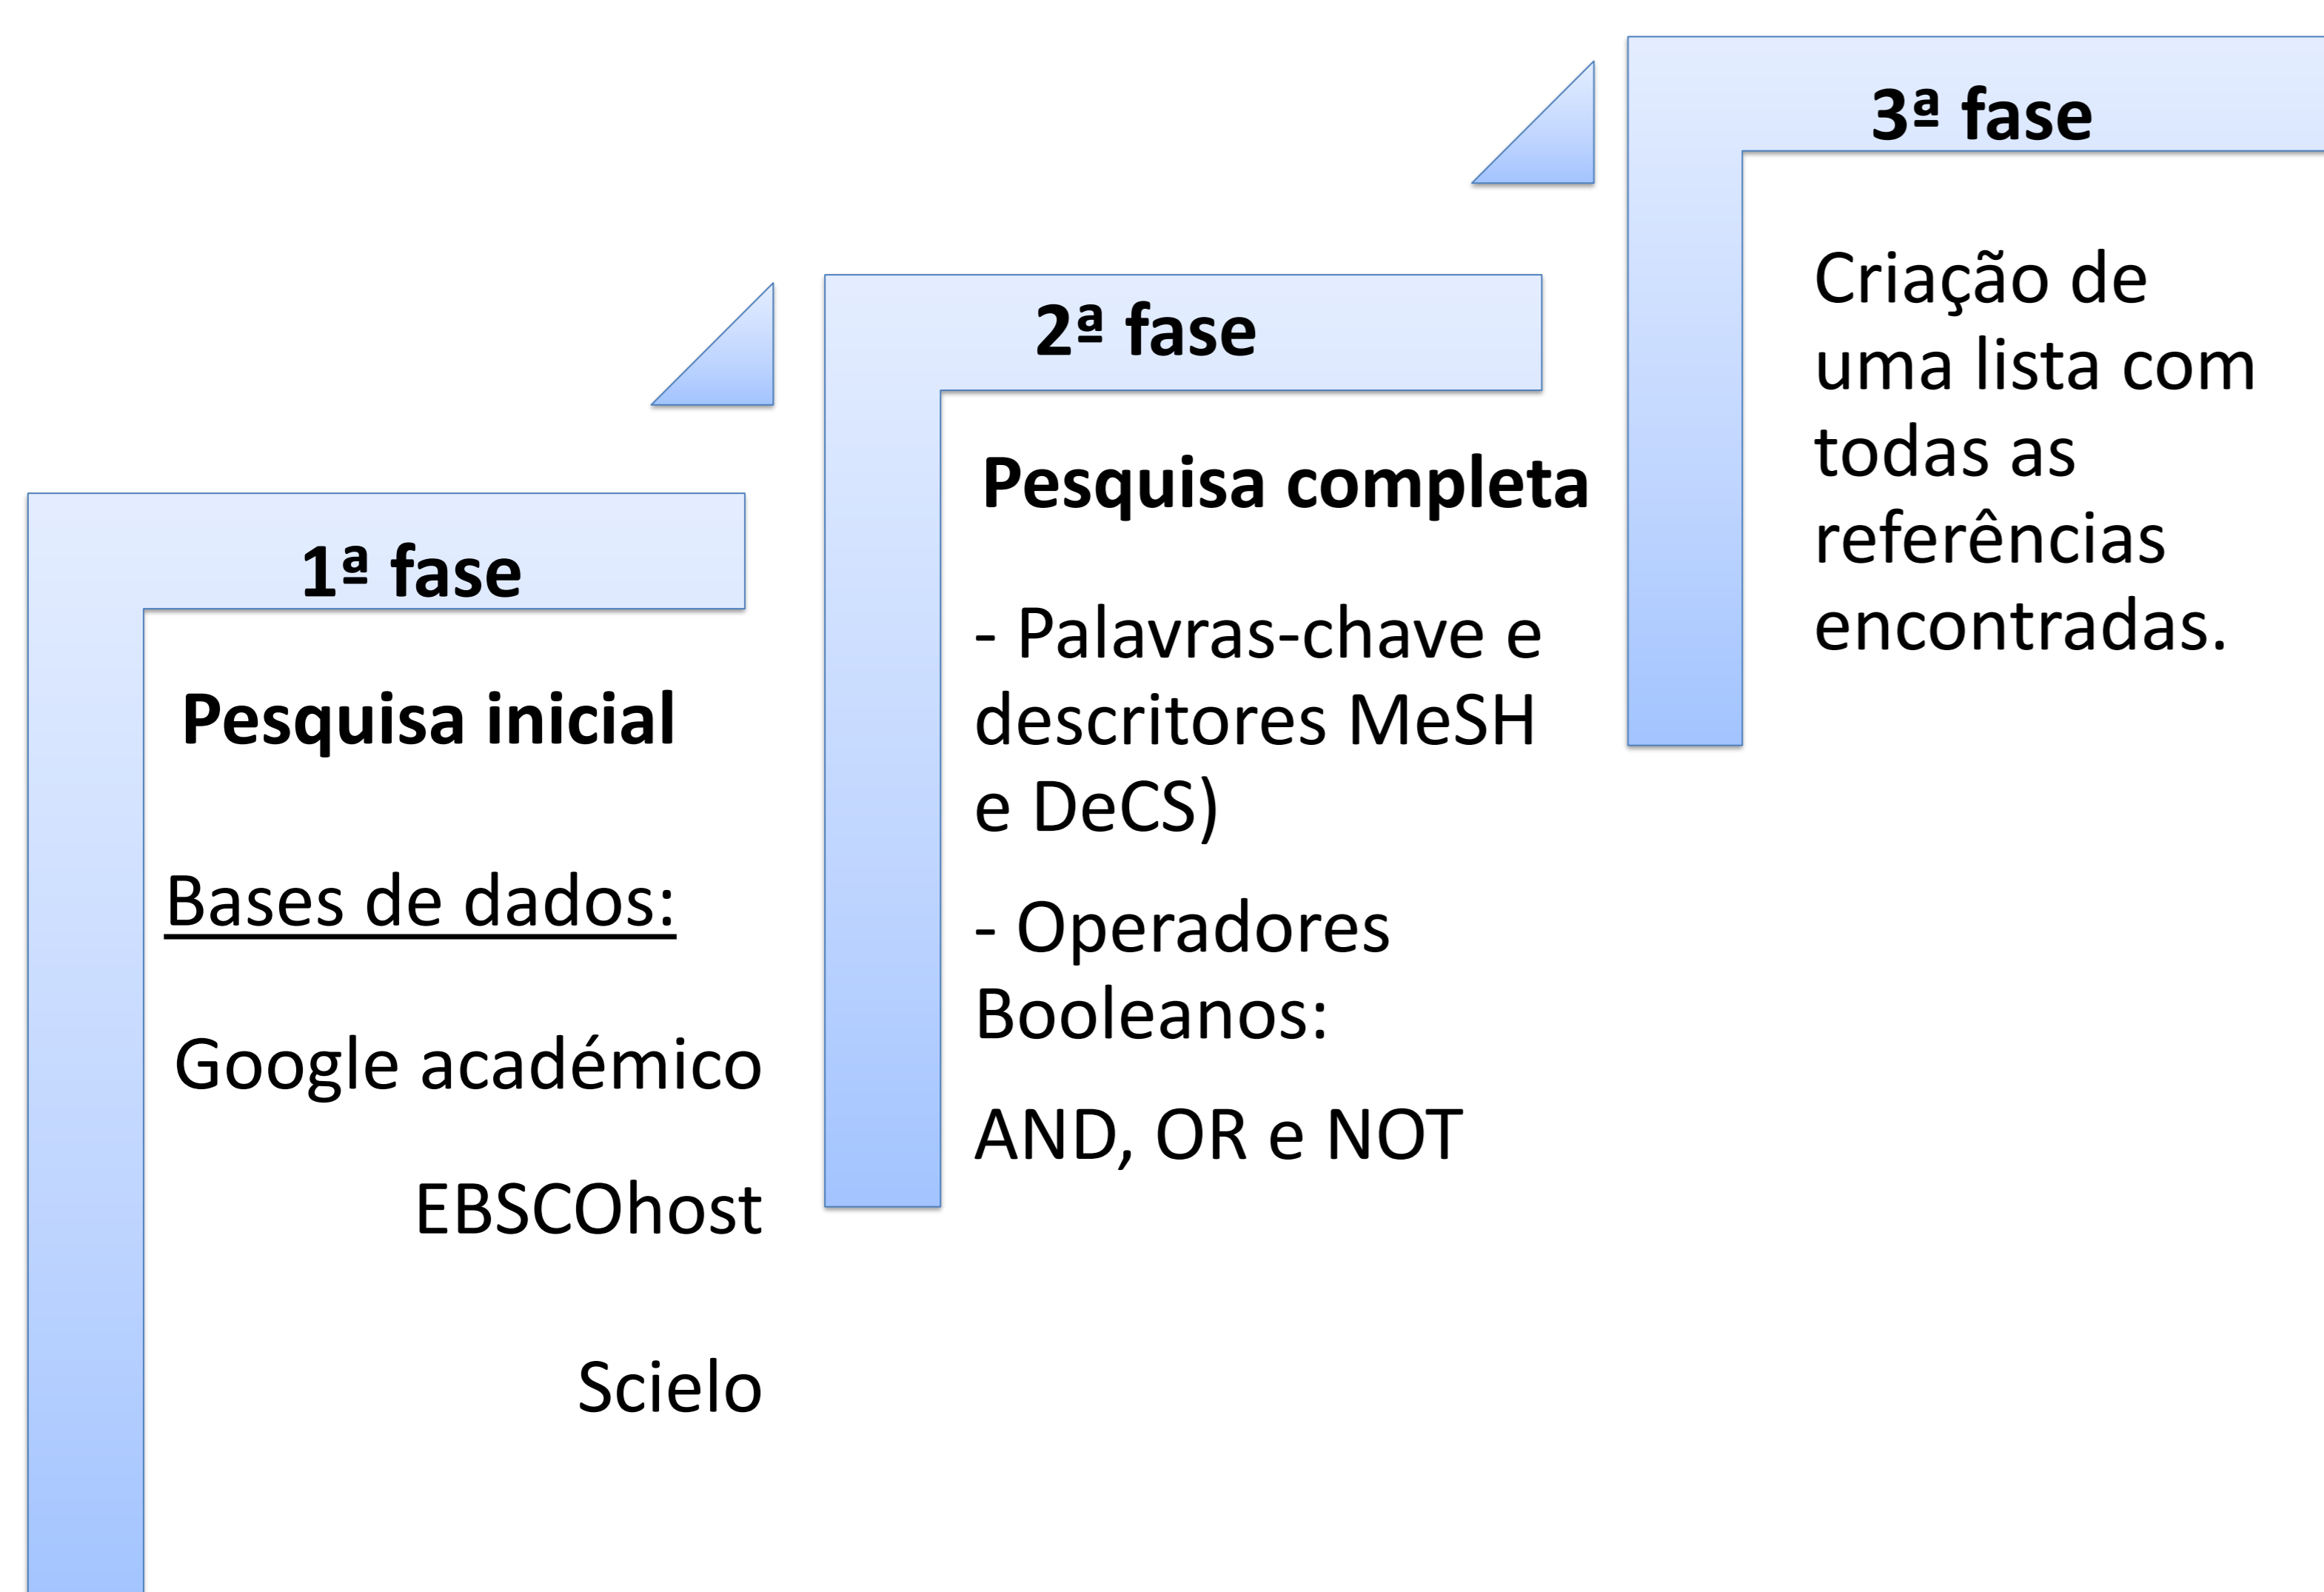 1ª fase
Pesquisa inicial
Bases de dados:
Google académico
EBSCOhost
Scielo
2ª fase
Pesquisa completa
- Palavras-chave e
descritores MeSH
e DeCS)
- Operadores
Booleanos:
AND, OR e NOT
3ª fase
Criação de
uma lista com
todas as
referências
encontradas.